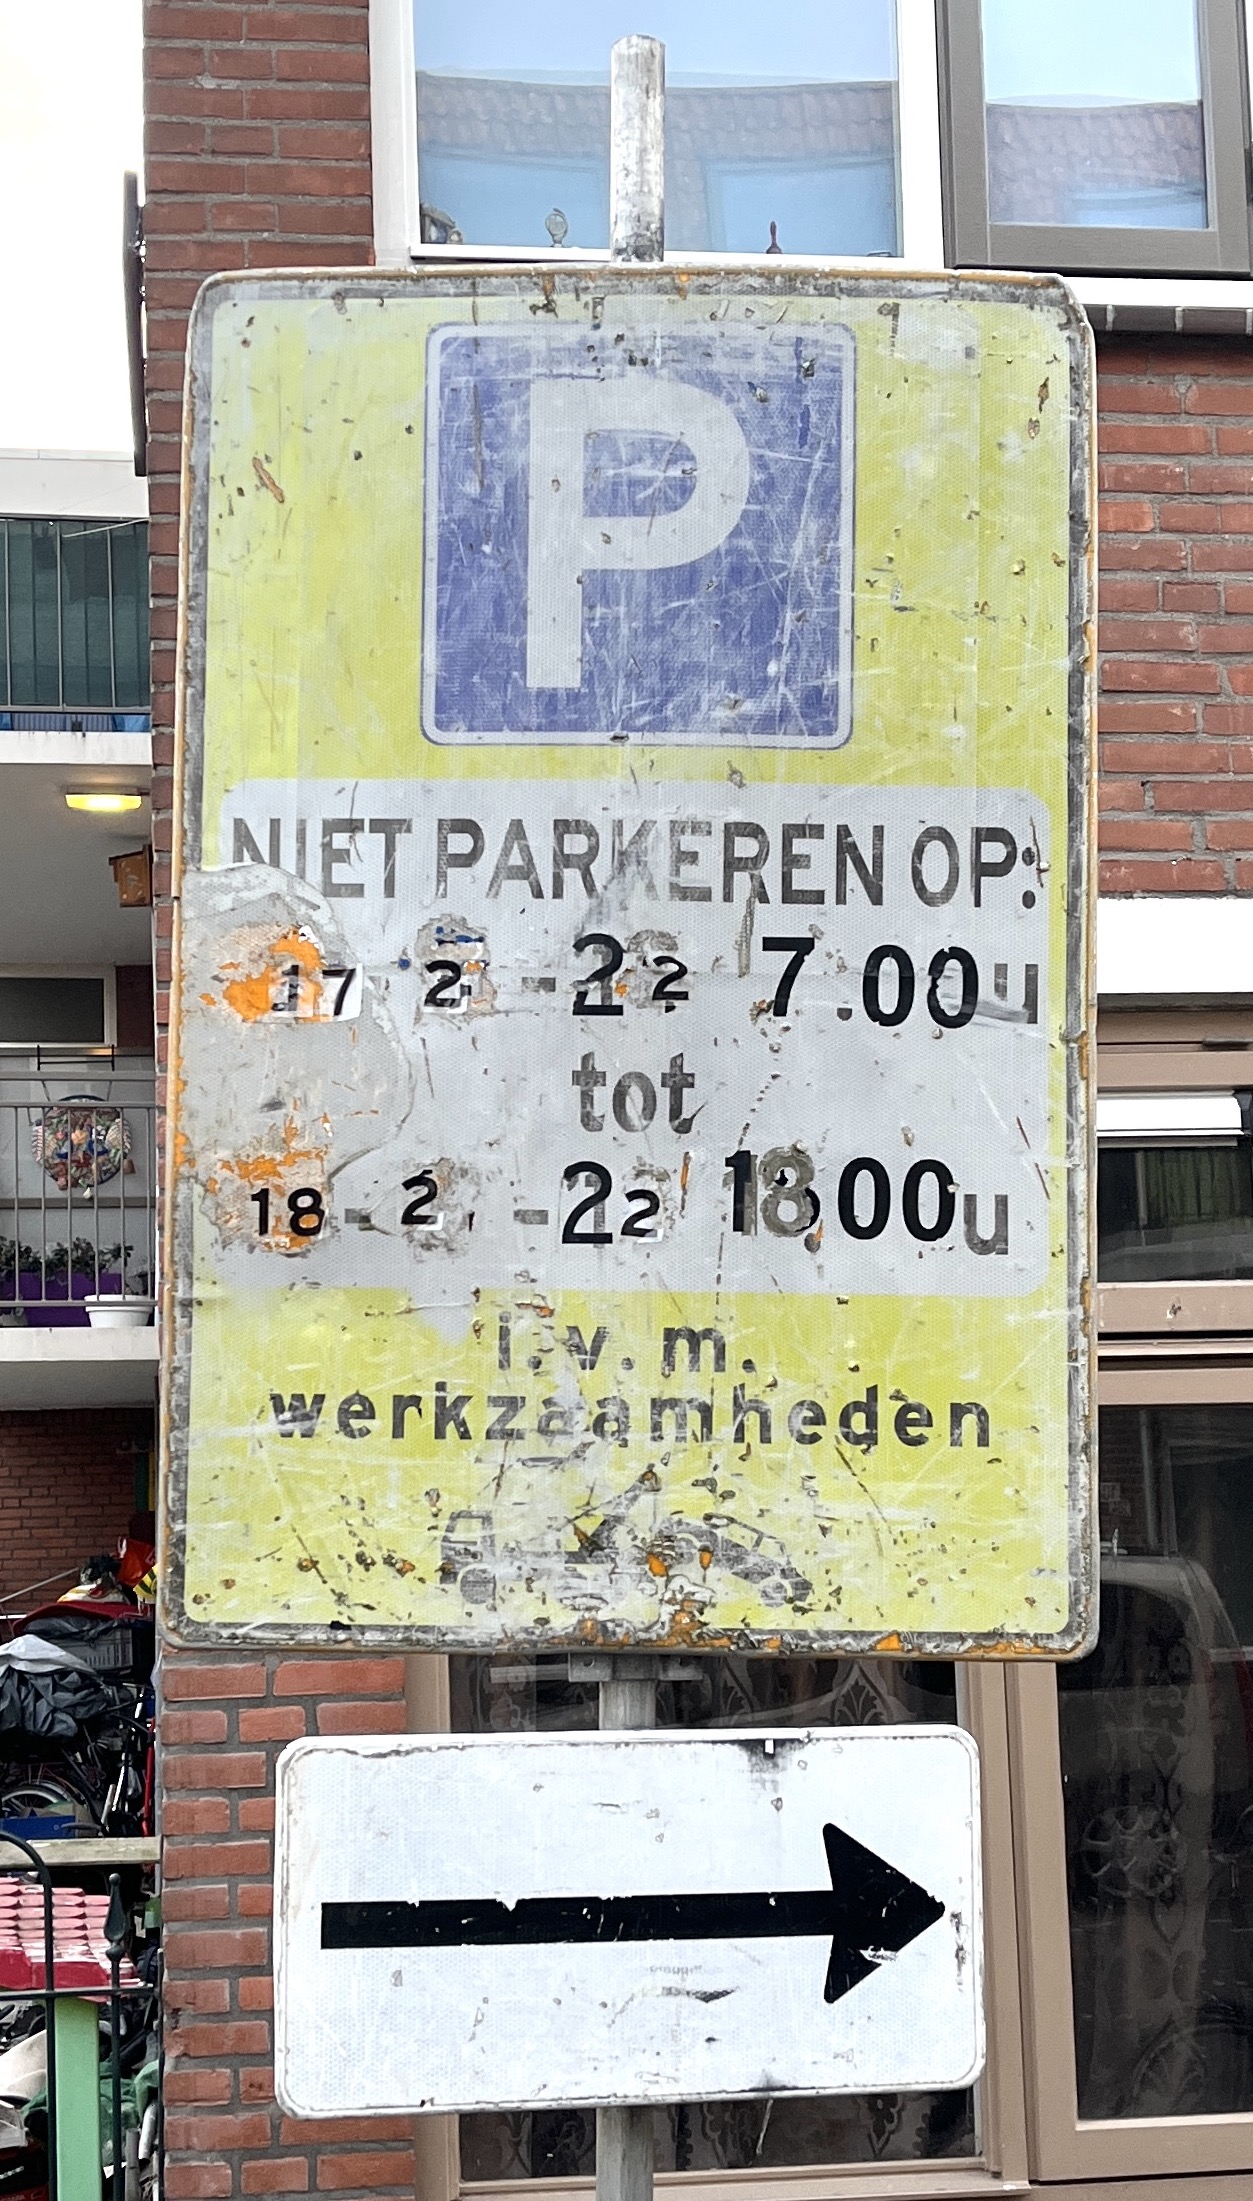 P
NIET PARKEREN OP:
17 2 - 22 7.00u
tot
18 - 2 - 22 18.00u
i.v.m.
werkzaamheden